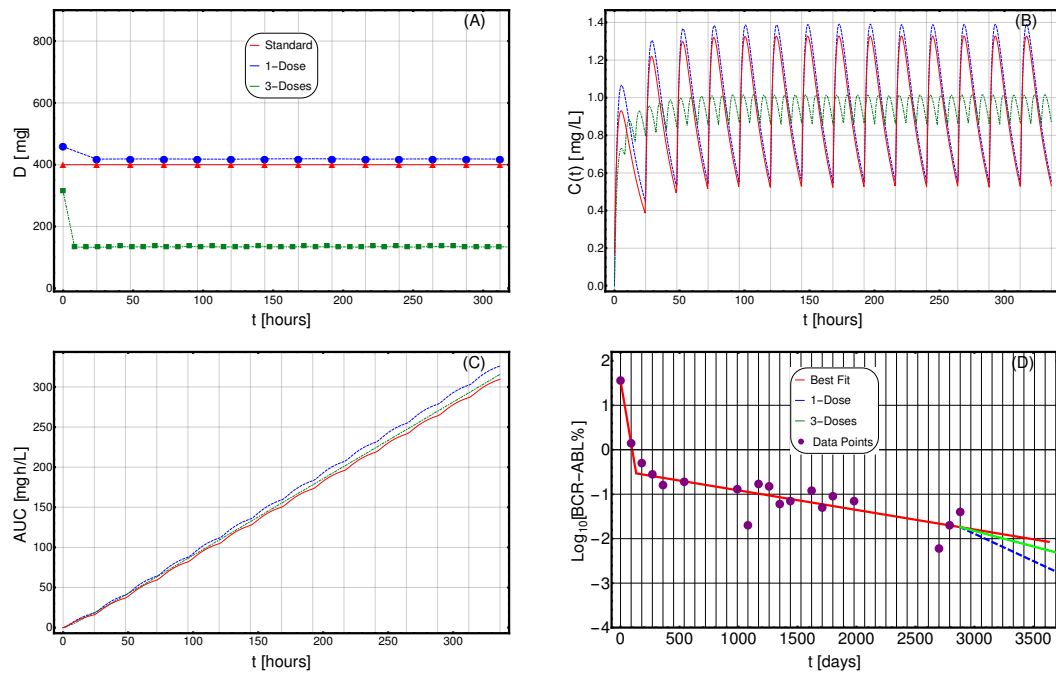 (A)
D [ mg]
800
600
400
200
0
Standard
1-Dose
3-Doses
0 50 100 150 200 250 300
t [hours]
(B)
C(t) [mg/L]
1.4
1.2
1.0
0.8
0.6
0.4
0.2
0.0
0 50 100 150 200 250 300
t [hours]
(C)
AUC [mgh/L]
300
250
200
150
100
50
0
0 50 100 150 200 250 300
t [hours]
(D)
Log10[BCR-ABL%]
2
1
0
-1
-2
-3
-4
Best Fit
1-Dose
3-Doses
Data Points
0 500 1000 1500 2000 2500 3000 3500
t [days]